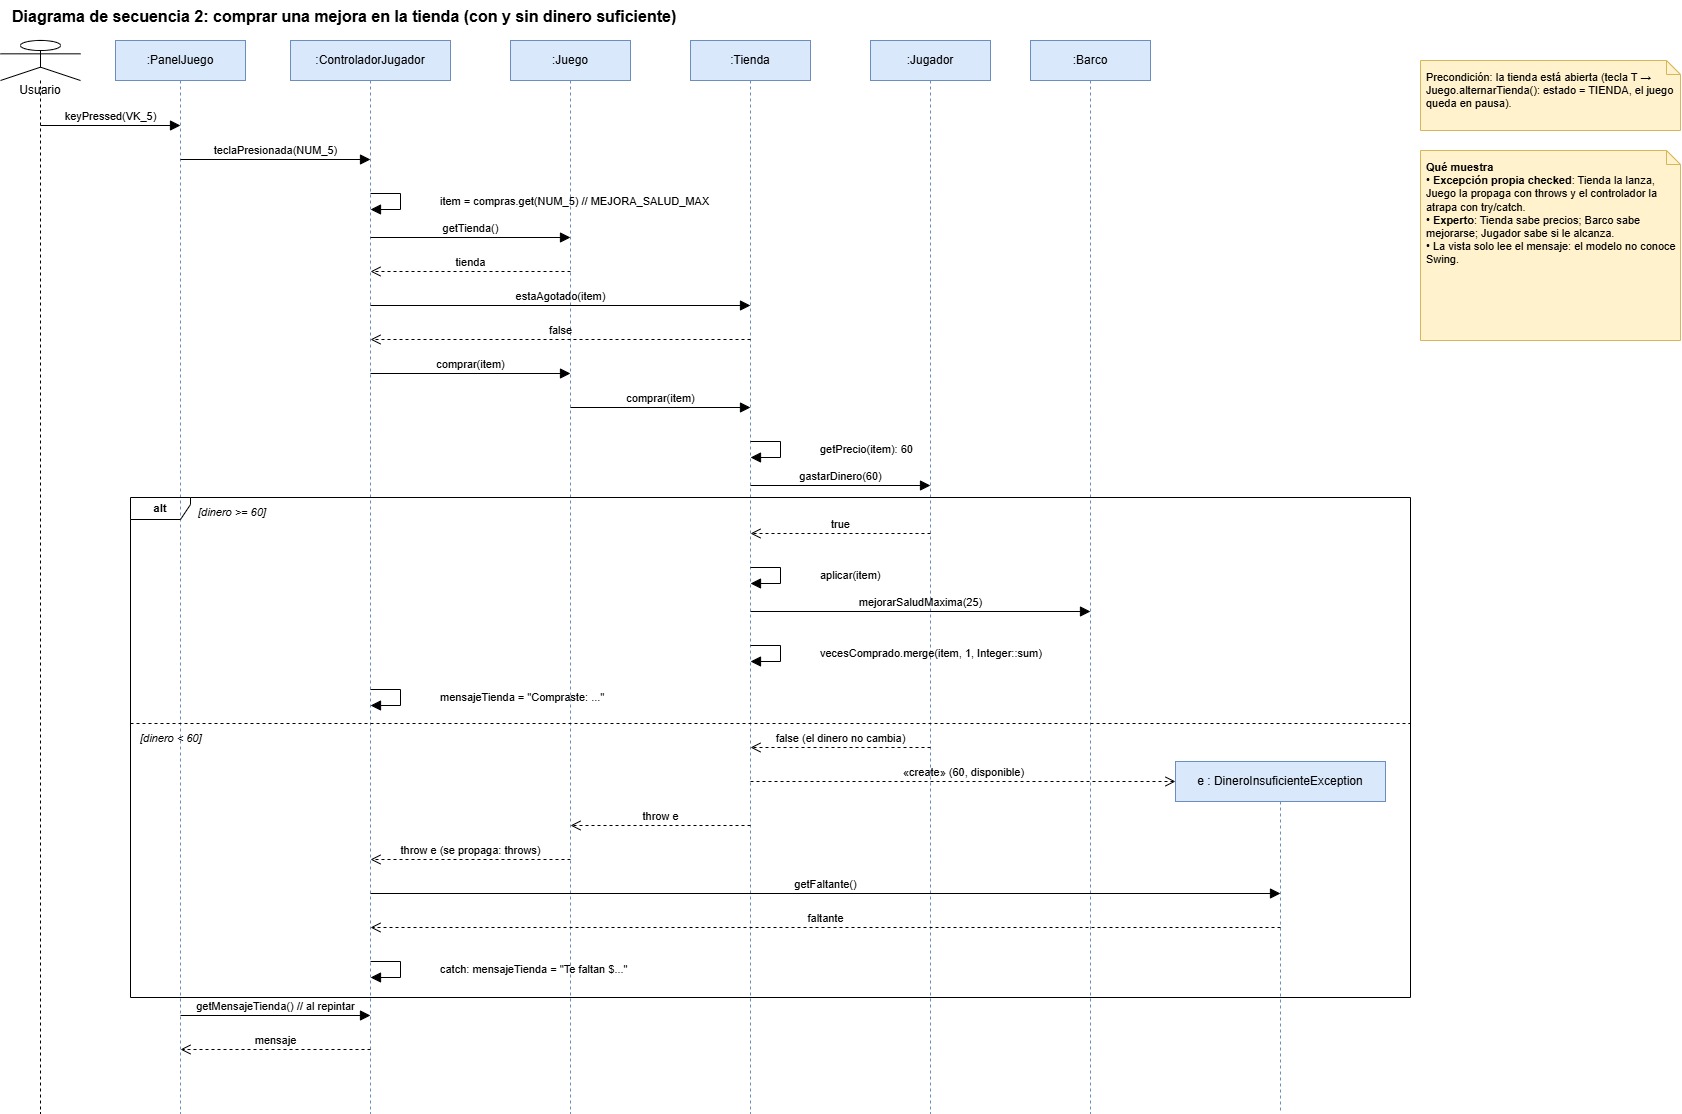 Diagrama de secuencia 2: comprar una mejora en la tienda (con y sin dinero suficiente)
:PanelJuego
:ControladorJugador
:Juego
:Tienda
:Jugador
:Barco
Usuario
Precondición: la tienda está abierta (tecla T →
Juego.alternarTienda(): estado = TIENDA, el juego
queda en pausa).
Qué muestra
• Excepción propia checked: Tienda la lanza,
Juego la propaga con throws y el controlador la
atrapa con try/catch.
• Experto: Tienda sabe precios; Barco sabe
mejorarse; Jugador sabe si le alcanza.
• La vista solo lee el mensaje: el modelo no conoce
Swing.
keyPressed(VK_5)
teclaPresionada(NUM_5)
item = compras.get(NUM_5) // MEJORA_SALUD_MAX
getTienda()
tienda
estaAgotado(item)
false
comprar(item)
comprar(item)
getPrecio(item): 60
gastarDinero(60)
alt
[dinero >= 60]
true
aplicar(item)
mejorarSaludMaxima(25)
vecesComprado.merge(item, 1, Integer::sum)
mensajeTienda = "Compraste: ..."
[dinero < 60]
false (el dinero no cambia)
«create» (60, disponible)
e : DineroInsuficienteException
throw e
throw e (se propaga: throws)
getFaltante()
faltante
catch: mensajeTienda = "Te faltan $..."
getMensajeTienda() // al repintar
mensaje